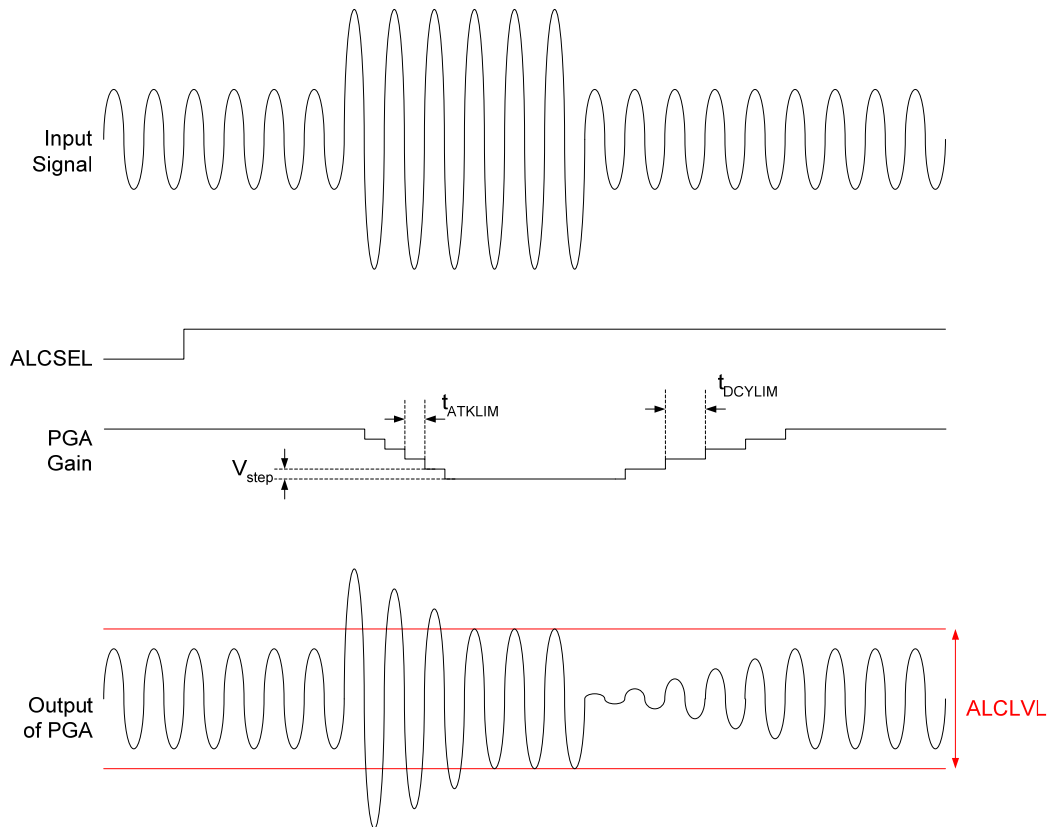 Input
Signal
ALCSEL
tATKLIM
tDCYLIM
PGA
Gain
Vstep
Output
of PGA
ALCLVL